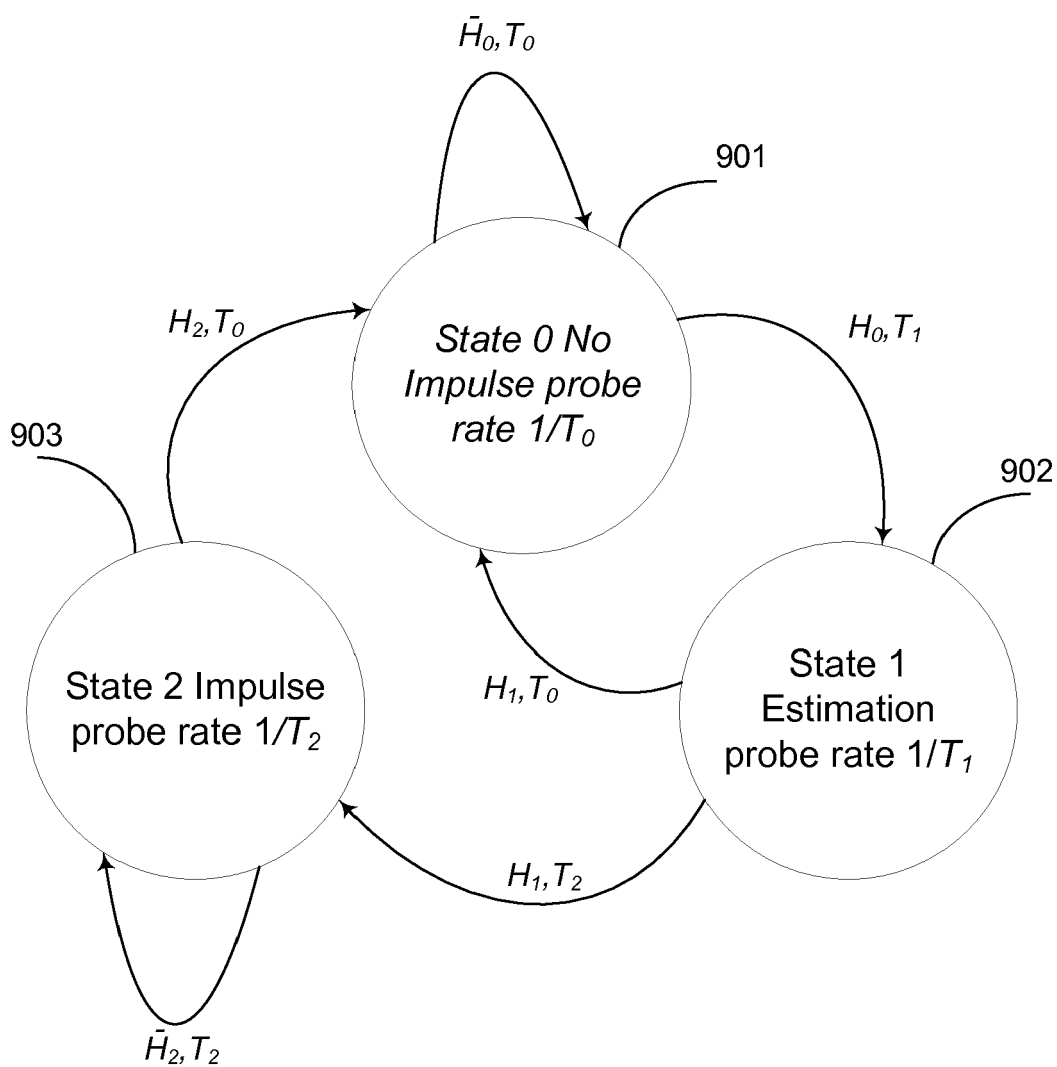 H̄₀,T₀
901
H₂,T₀
State 0 No
Impulse probe
rate 1/T₀
H₀,T₁
903
902
State 2 Impulse
probe rate 1/T₂
H₁,T₀
State 1
Estimation
probe rate 1/T₁
H₁,T₂
H̄₂,T₂